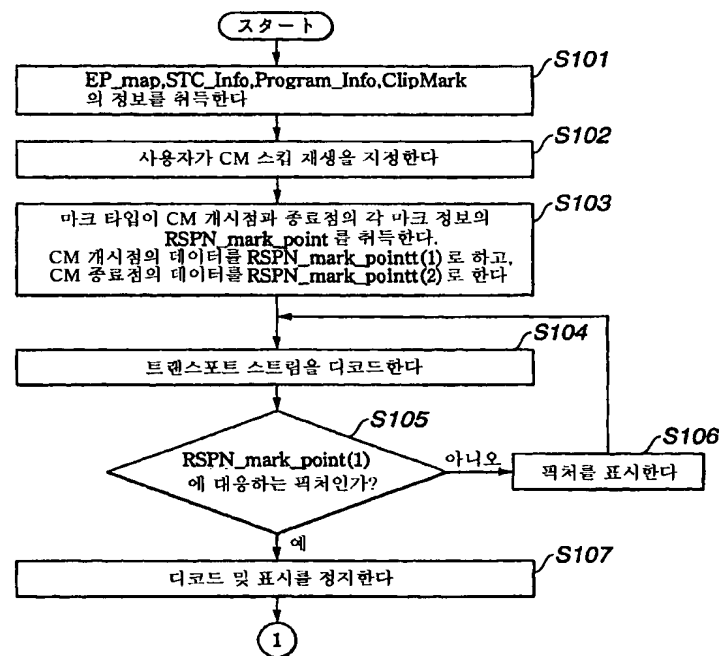 スタート
S101
EP_map,STC_Info,Program_Info,ClipMark
의 정보를 취득한다
S102
사용자가 CM 스킵 재생을 지정한다
S103
마크 타입이 CM 개시점과 종료점의 각 마크 정보의
RSPN_mark_point 를 취득한다.
CM 개시점의 데이터를 RSPN_mark_pointt(1) 로 하고,
CM 종료점의 데이터를 RSPN_mark_pointt(2) 로 한다
S104
트랜스포트 스트림을 디코드한다
S105
RSPN_mark_point(1)
에 대응하는 픽처인가?
아니오
S106
픽처를 표시한다
예
S107
디코드 및 표시를 정지한다
1